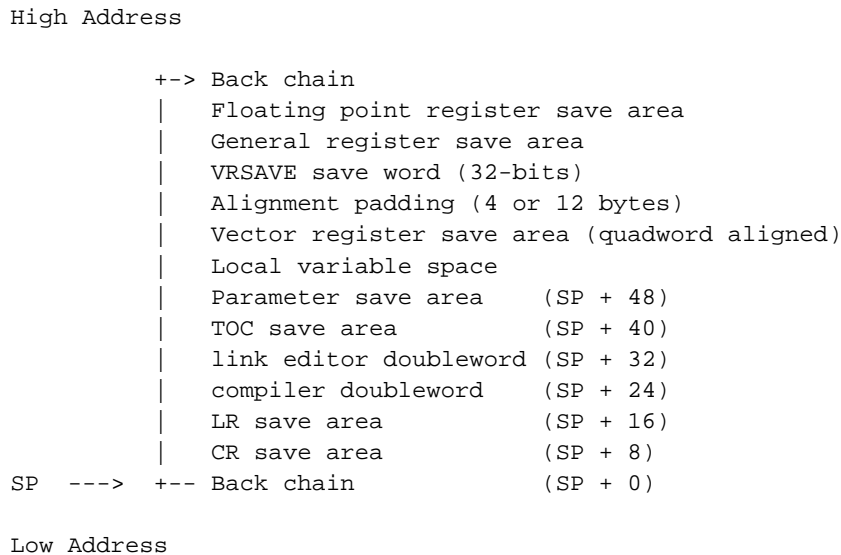 High Address
+-> Back chain
|   Floating point register save area
|   General register save area
|   VRSAVE save word (32-bits)
|   Alignment padding (4 or 12 bytes)
|   Vector register save area (quadword aligned)
|   Local variable space
|   Parameter save area    (SP + 48)
|   TOC save area          (SP + 40)
|   link editor doubleword (SP + 32)
|   compiler doubleword    (SP + 24)
|   LR save area           (SP + 16)
|   CR save area           (SP + 8)
SP  --->  +-- Back chain             (SP + 0)
Low Address